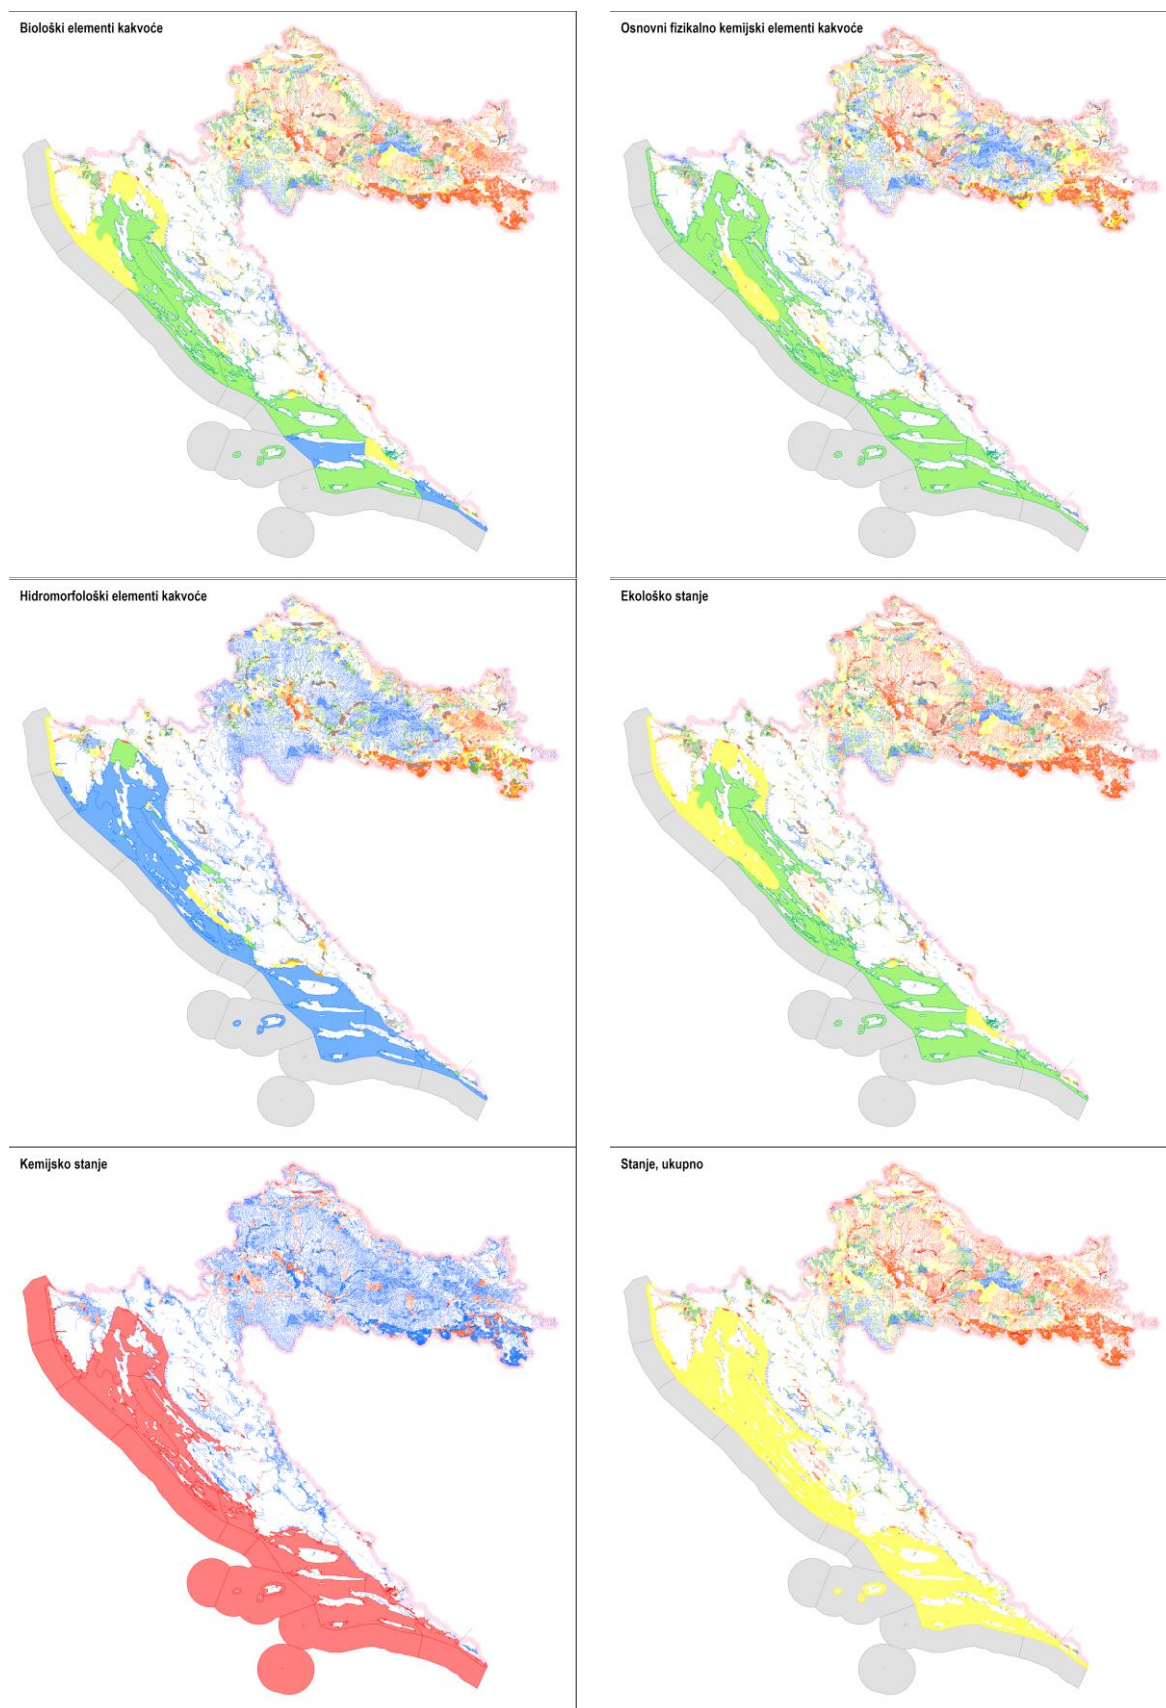 Biološki elementi kakvoće
Osnovni fizikalno kemijski elementi kakvoće
Hidromorfološki elementi kakvoće
Ekološko stanje
Kemijsko stanje
Stanje, ukupno